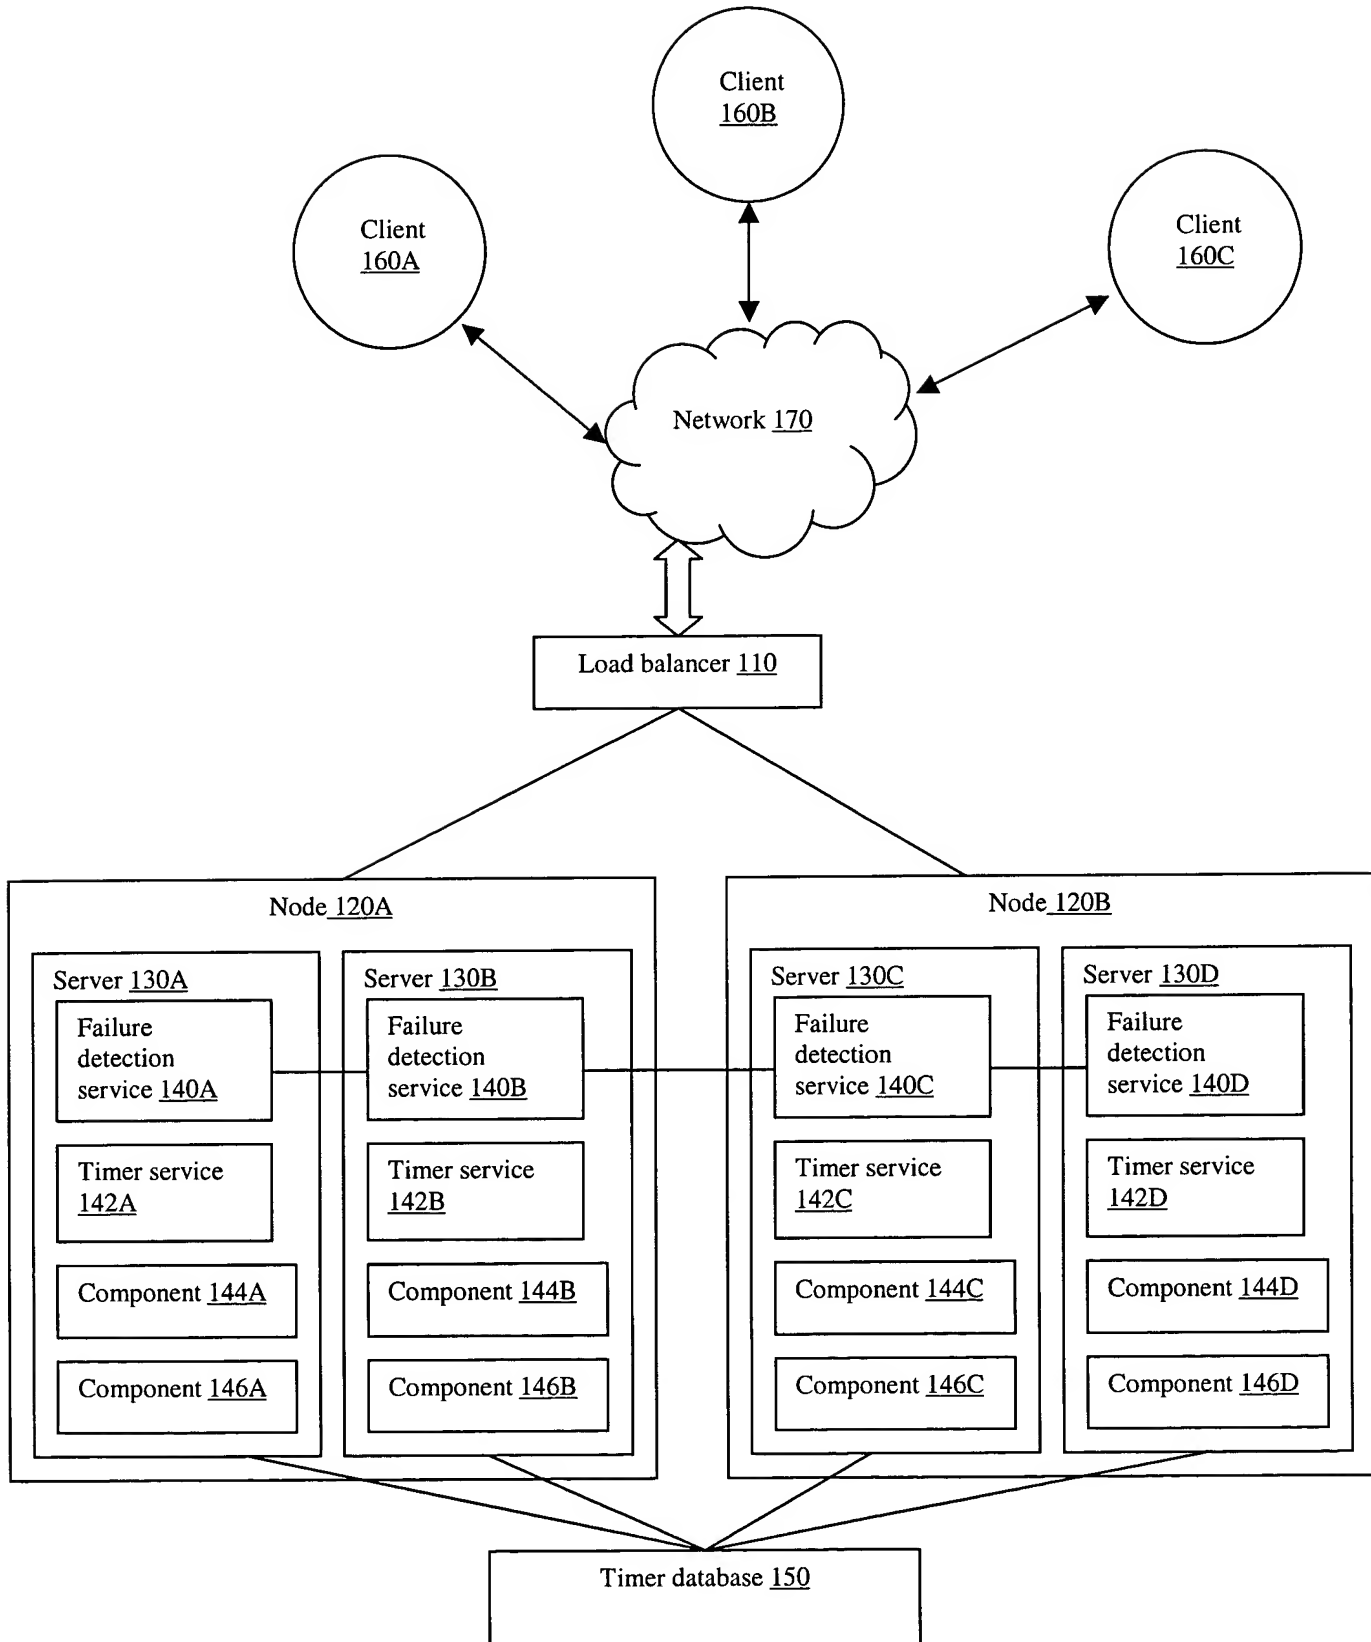 Client
160B
Client
160A
Client
160C
Network 170
Load balancer 110
Node 120A
Server 130A
Failure
detection
service 140A
Timer service
142A
Component 144A
Component 146A
Server 130B
Failure
detection
service 140B
Timer service
142B
Component 144B
Component 146B
Node 120B
Server 130C
Failure
detection
service 140C
Timer service
142C
Component 144C
Component 146C
Server 130D
Failure
detection
service 140D
Timer service
142D
Component 144D
Component 146D
Timer database 150